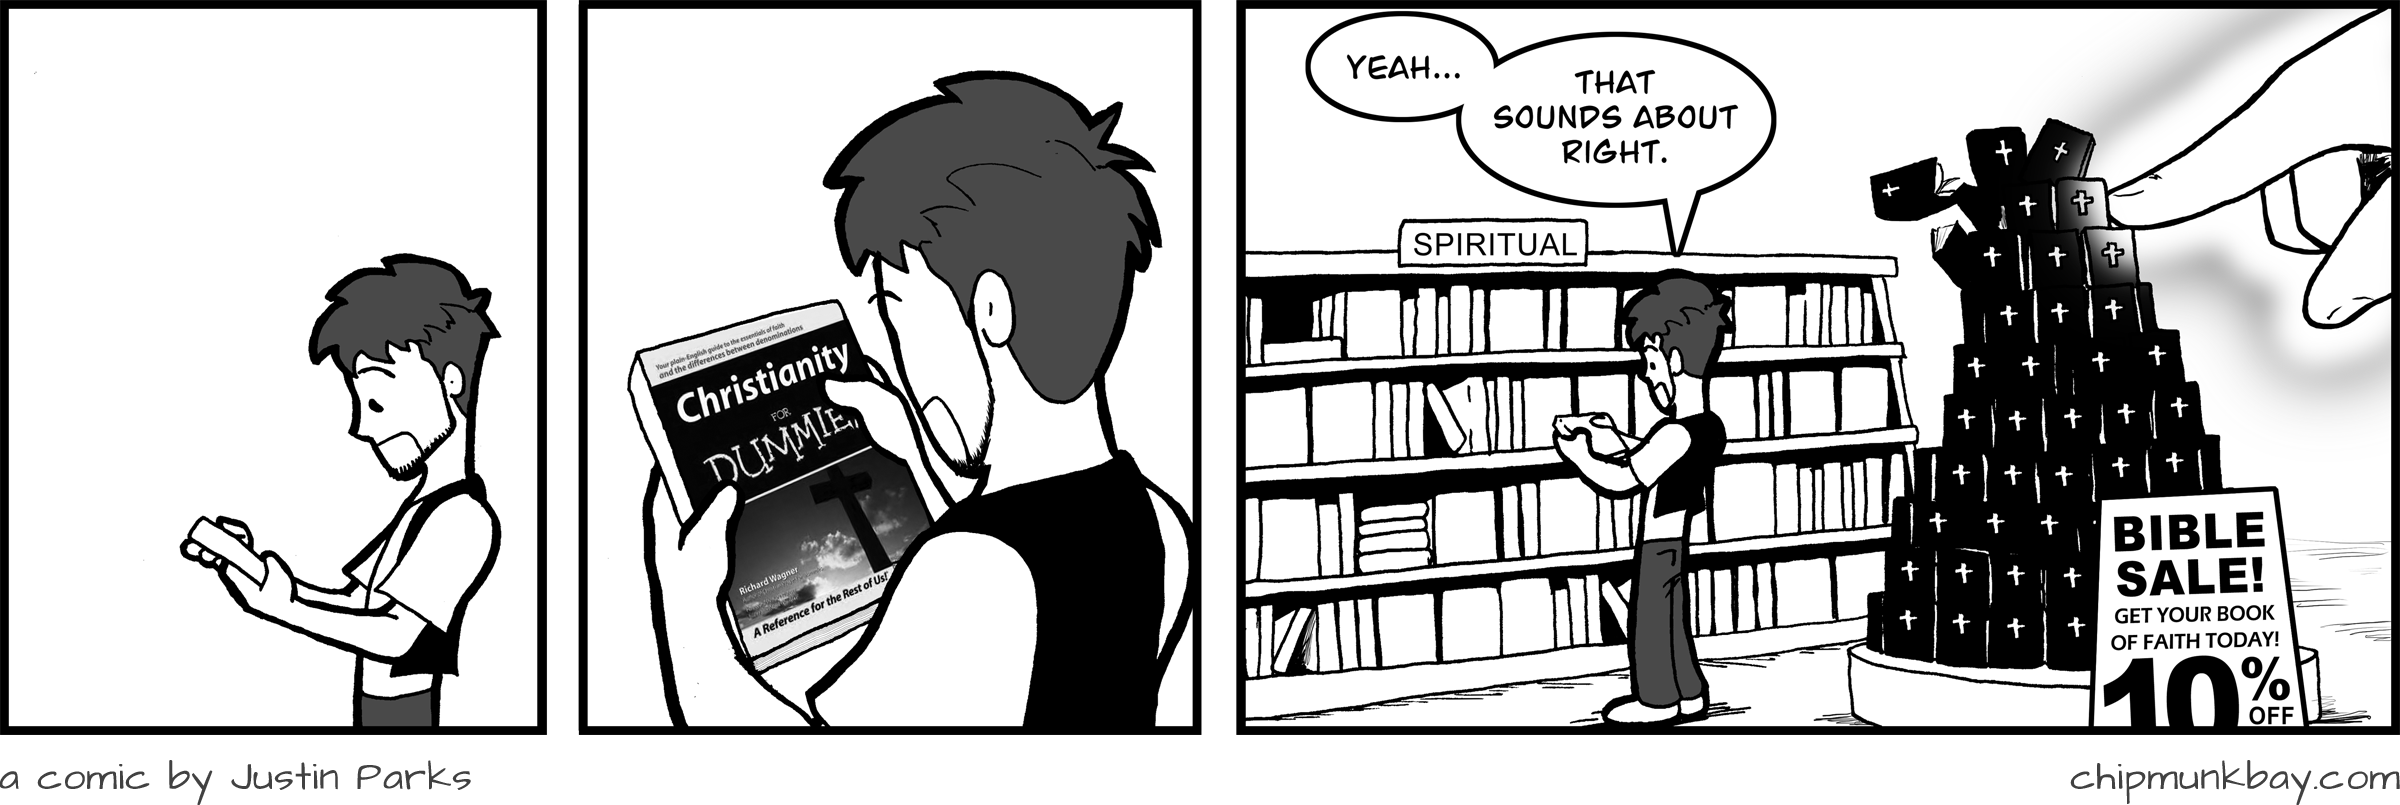 Your plain-English guide to the essentials of faith
and the differences between denominations
Christianity
FOR
DUMMIE
Richard Wagner
A Reference for the Rest of Us!
YEAH...
THAT
SOUNDS ABOUT
RIGHT.
SPIRITUAL
BIBLE
SALE!
GET YOUR BOOK
OF FAITH TODAY!
10%
OFF
a comic by Justin Parks
chipmunkbay.com